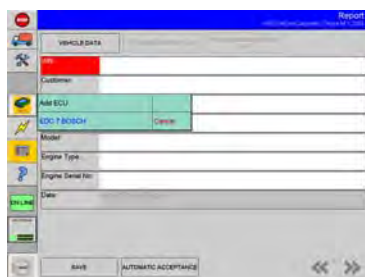 Report
VEHICLE DATA
VIN:
Customer:
Add ECU
EDC 7 BOSCH Cancel
Model:
Engine Type:
Engine Serial No:
Date:
ON LINE
SAVE AUTOMATIC ACCEPTANCE